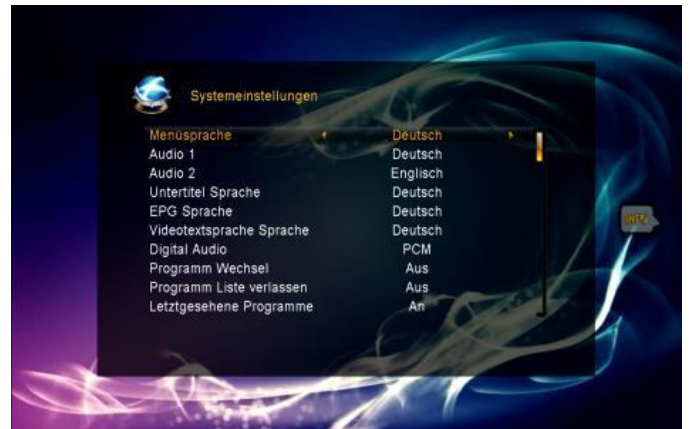 Systemeinstellungen
Menüsprache Deutsch
Audio 1 Deutsch
Audio 2 Englisch
Untertitel Sprache Deutsch
EPG Sprache Deutsch
Videotextsprache Sprache Deutsch
Digital Audio PCM
Programm Wechsel Aus
Programm Liste verlassen Aus
Letztgesehene Programme An